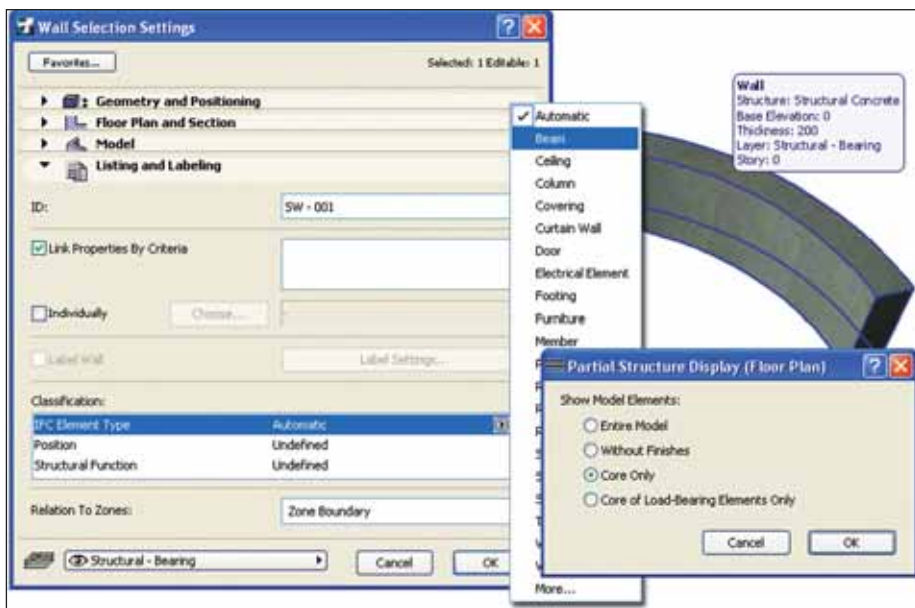 Wall Selection Settings
Favorites...
Selected: 1 Editable: 1
Geometry and Positioning
Floor Plan and Section
Model
Listing and Labeling
ID:
SW - 001
Link Properties By Criteria
Individually
Choose...
Label Wall
Label Settings...
Classification:
IFC Element Type Automatic
Position Undefined
Structural Function Undefined
Relation To Zones:
Zone Boundary
Structural - Bearing
Cancel
OK
Automatic
Beam
Ceiling
Column
Covering
Curtain Wall
Door
Electrical Element
Footing
Furniture
Member
More...
Wall
Structure: Structural Concrete
Base Elevation: 0
Thickness: 200
Layer: Structural - Bearing
Story: 0
Partial Structure Display (Floor Plan)
Show Model Elements:
Entire Model
Without Finishes
Core Only
Core of Load-Bearing Elements Only
Cancel
OK